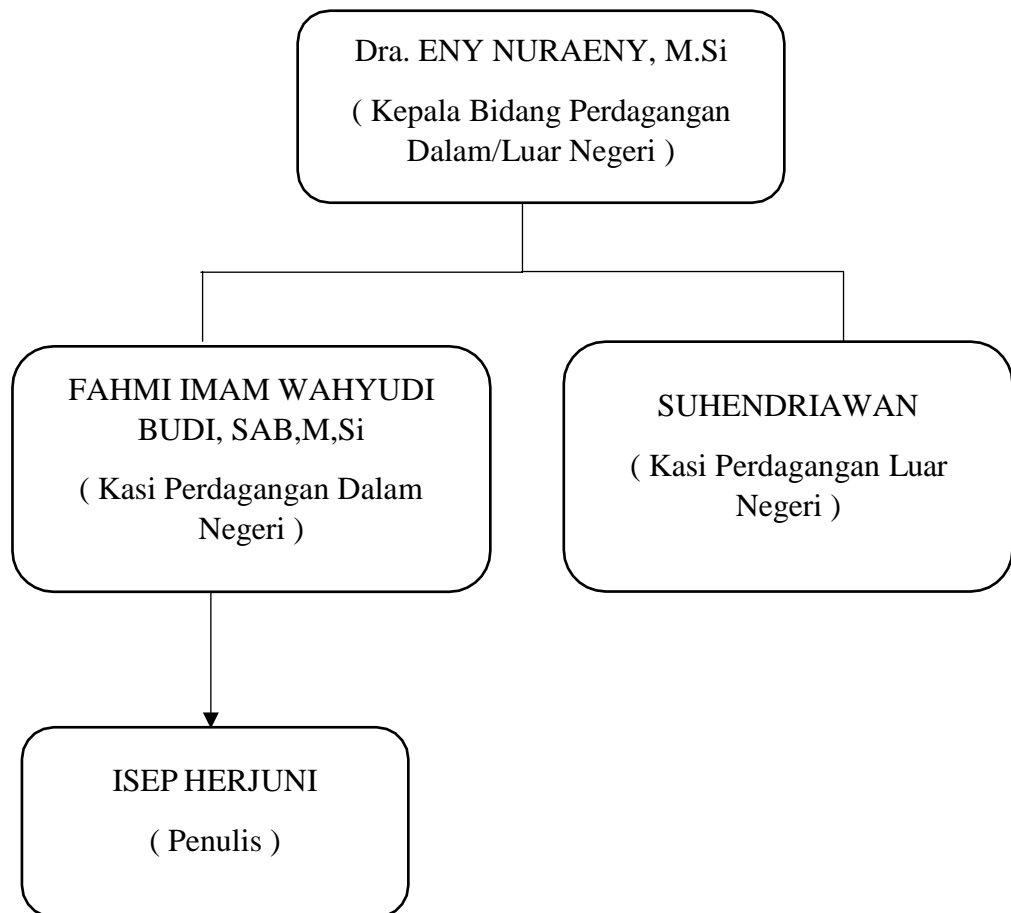 Dra. ENY NURAENY, M.Si
( Kepala Bidang Perdagangan
Dalam/Luar Negeri )
FAHMI IMAM WAHYUDI
BUDI, SAB,M,Si
( Kasi Perdagangan Dalam
Negeri )
SUHENDRIAWAN
( Kasi Perdagangan Luar
Negeri )
ISEP HERJUNI
( Penulis )